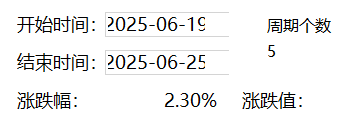 开始时间：2025-06-19 周期个数
5
结束时间：2025-06-25
涨跌幅： 2.30% 涨跌值：